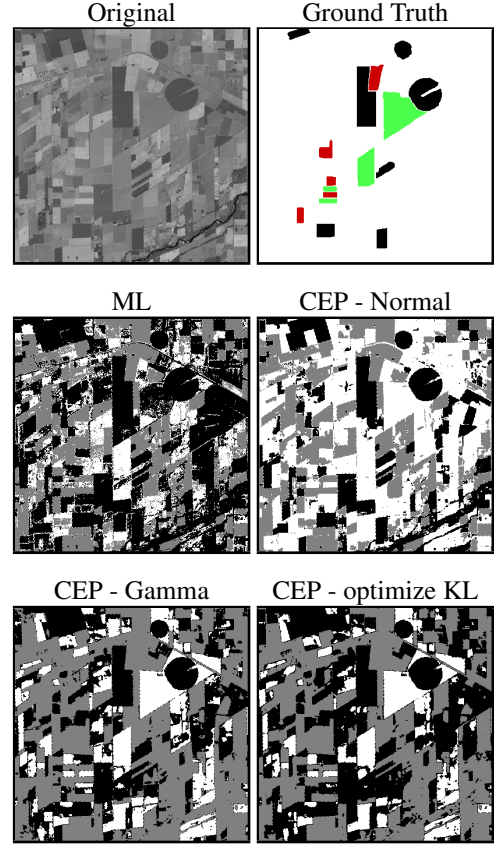 Original
Ground Truth
ML
CEP - Normal
CEP - Gamma
CEP - optimize KL